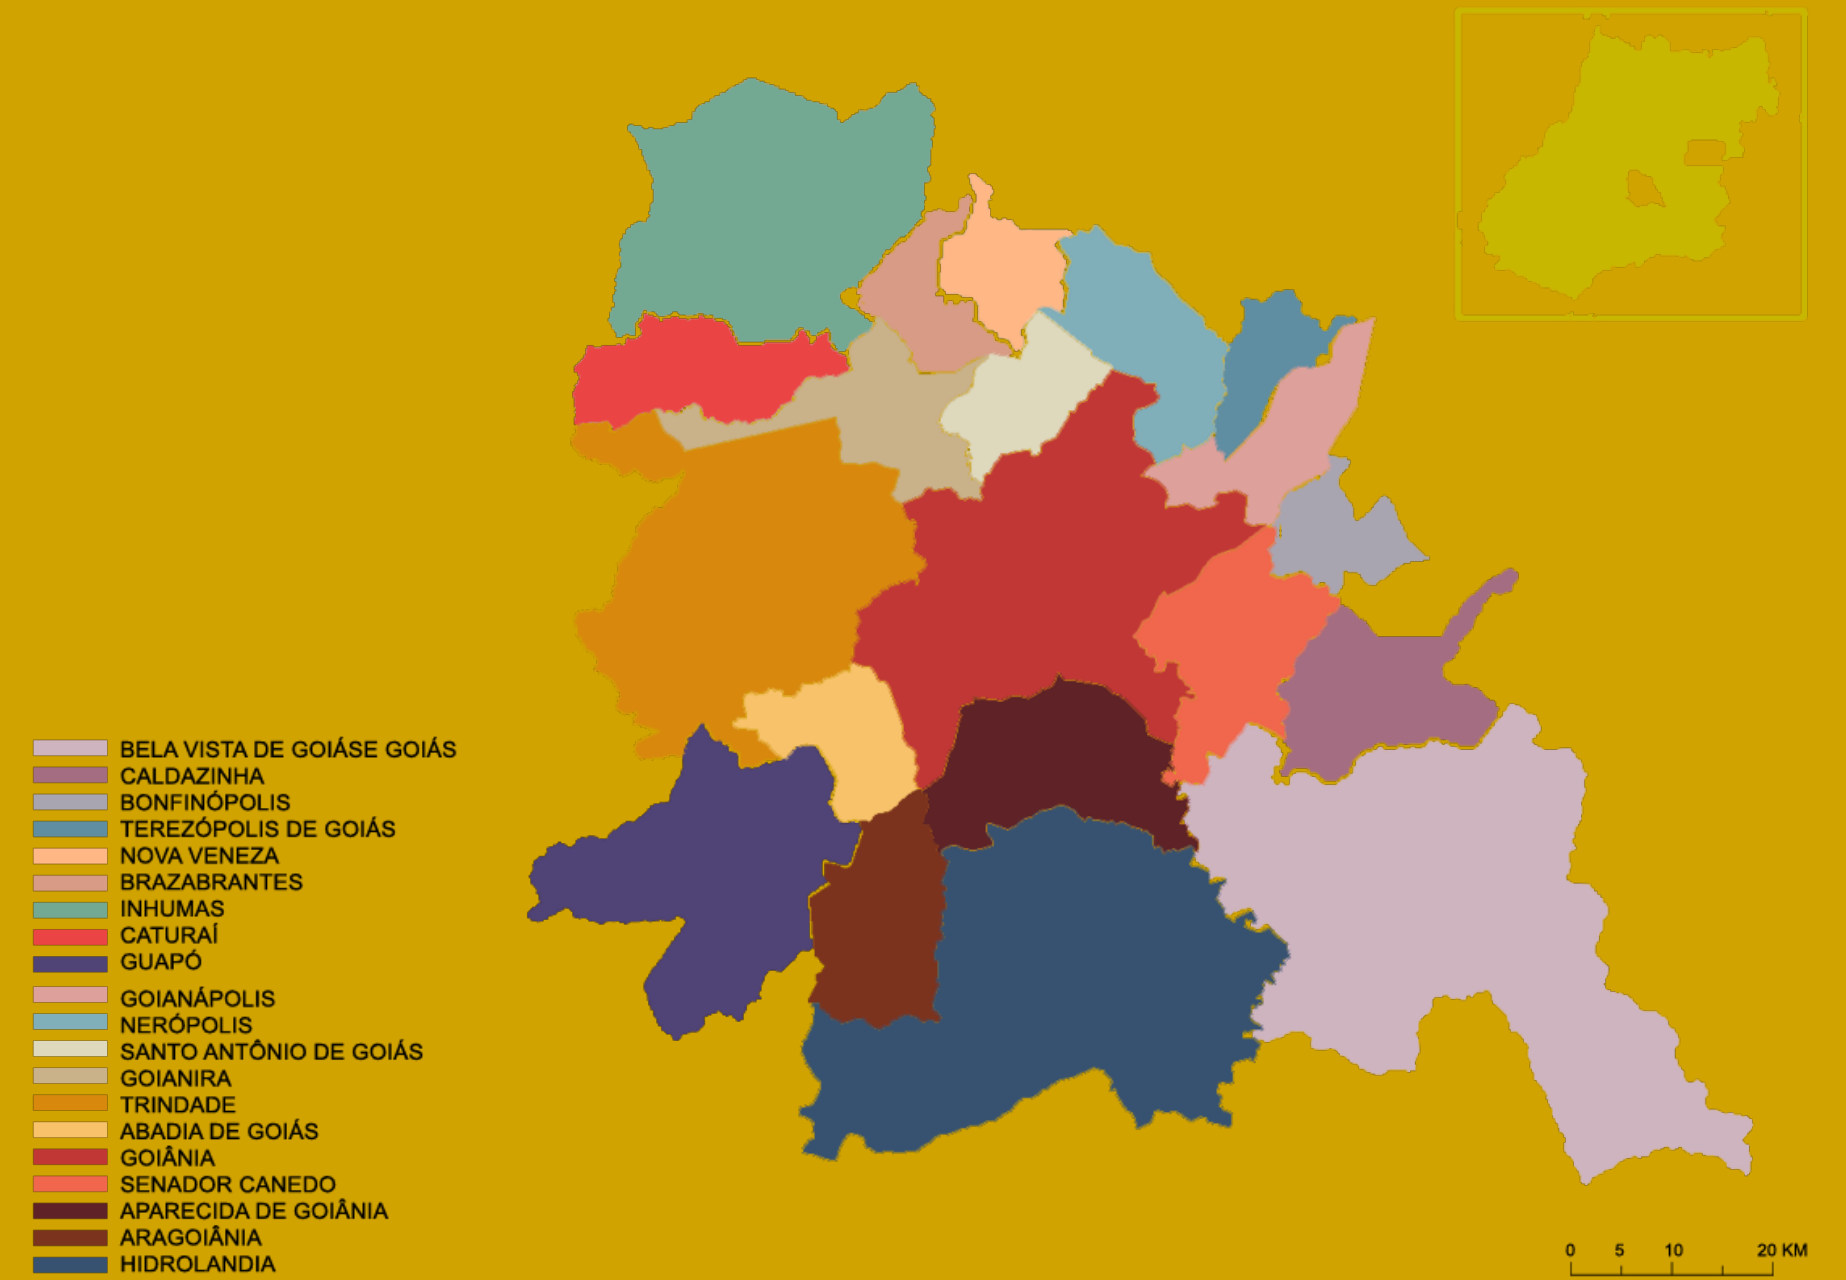 BELA VISTA DE GOIÁSE GOIÁS
CALDAZINHA
BONFINÓPOLIS
TEREZÓPOLIS DE GOIÁS
NOVA VENEZA
BRAZABRANTES
INHUMAS
CATURAÍ
GUAPÓ
GOIANÁPOLIS
NERÓPOLIS
SANTO ANTÔNIO DE GOIÁS
GOIANIRA
TRINDADE
ABADIA DE GOIÁS
GOIÂNIA
SENADOR CANEDO
APARECIDA DE GOIÂNIA
ARAGOIÂNIA
HIDROLANDIA
0 5 10 20 KM